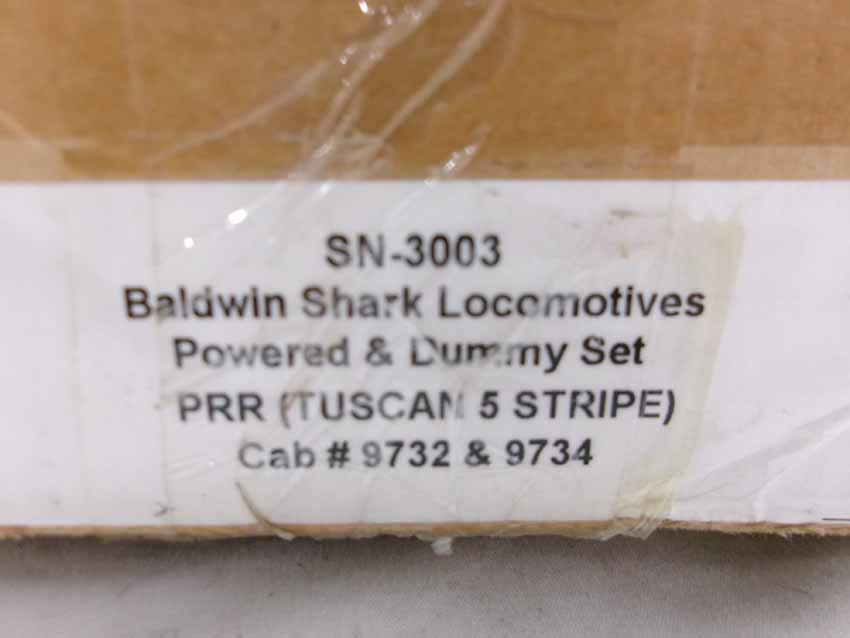 SN-3003
Baldwin Shark Locomotives
Powered & Dummy Set
PRR (TUSCAN 5 STRIPE)
Cab # 9732 & 9734